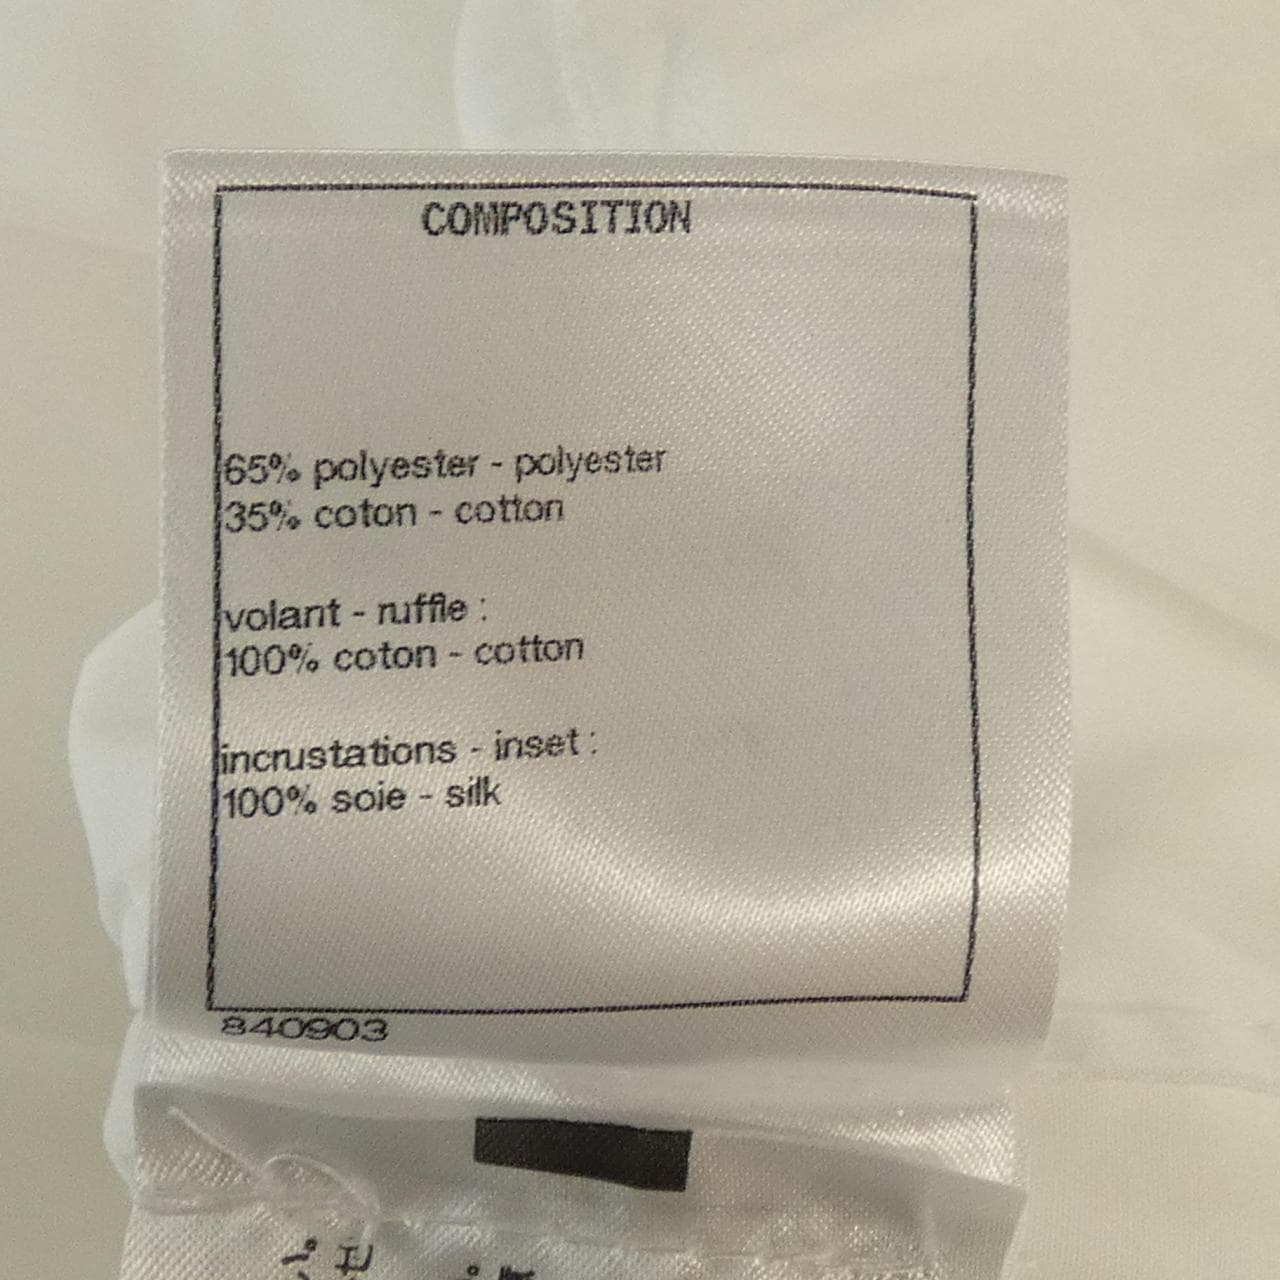 COMPOSITION
65% polyester - polyester
35% coton - cotton
volant - ruffle :
100% coton - cotton
incrustations - inset :
100% soie - silk
840903